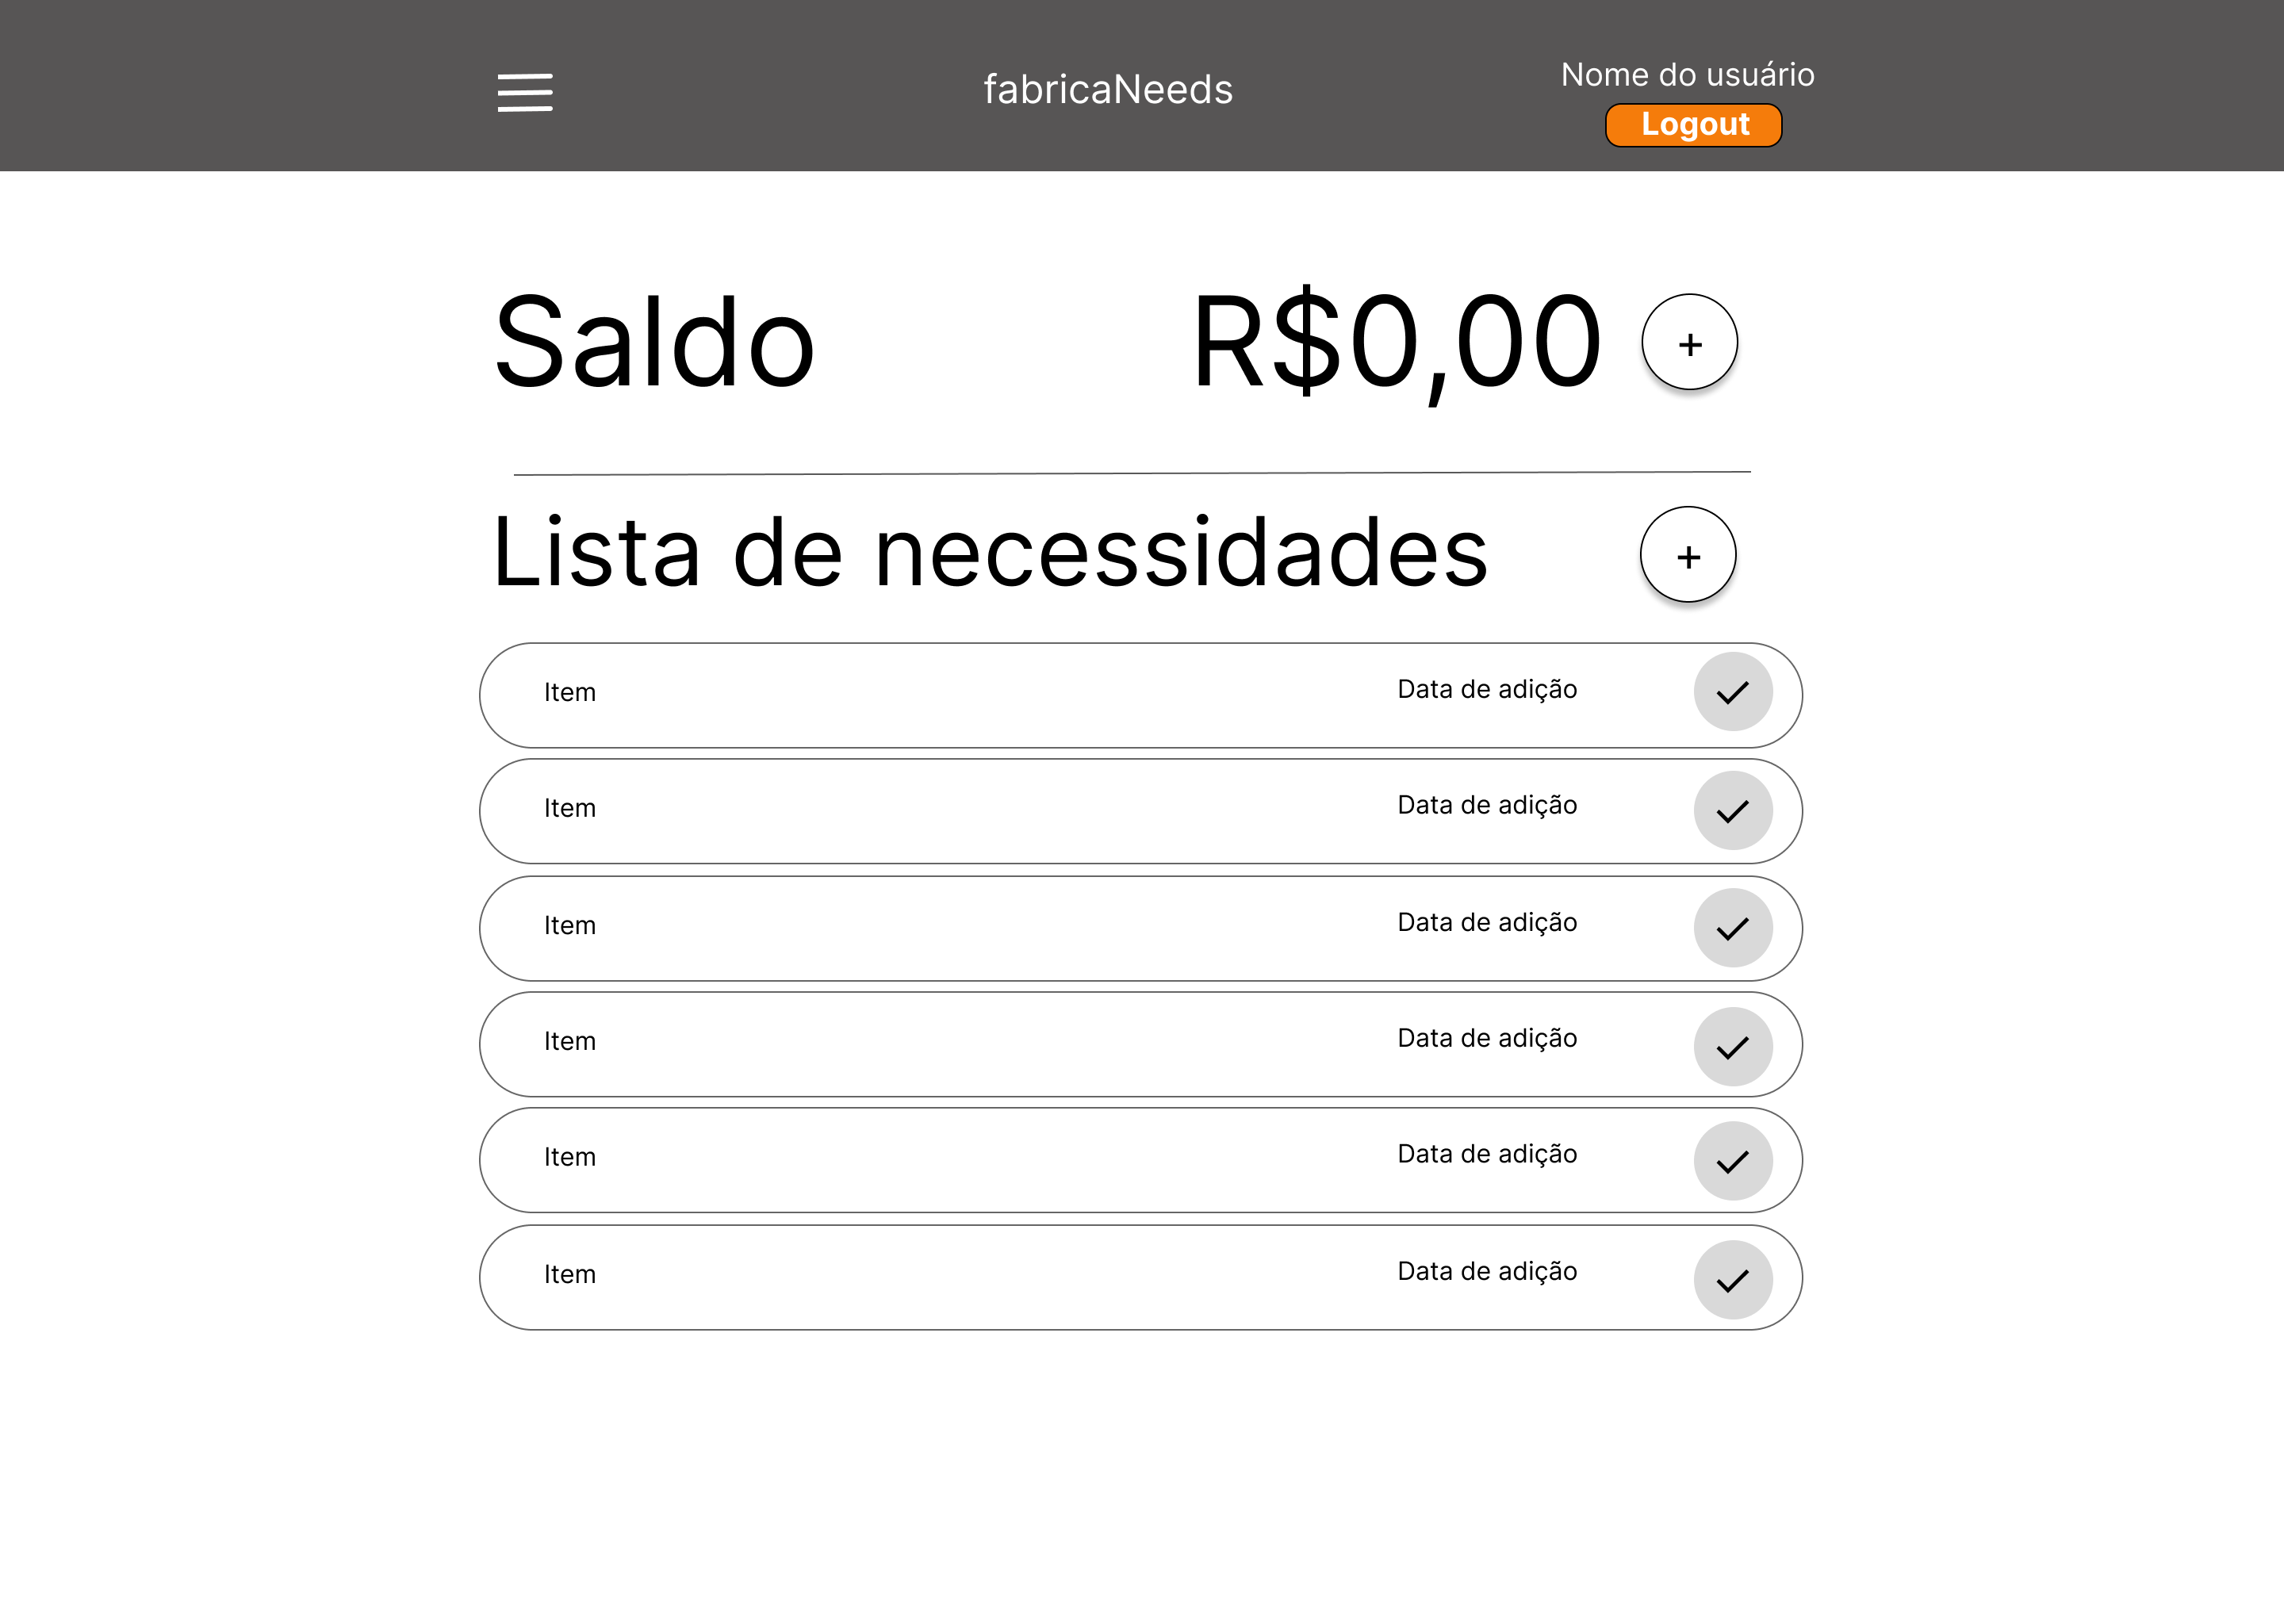 fabricaNeeds
Nome do usuário
Logout
Saldo R$0,00 +
Lista de necessidades +
Item Data de adição
Item Data de adição
Item Data de adição
Item Data de adição
Item Data de adição
Item Data de adição